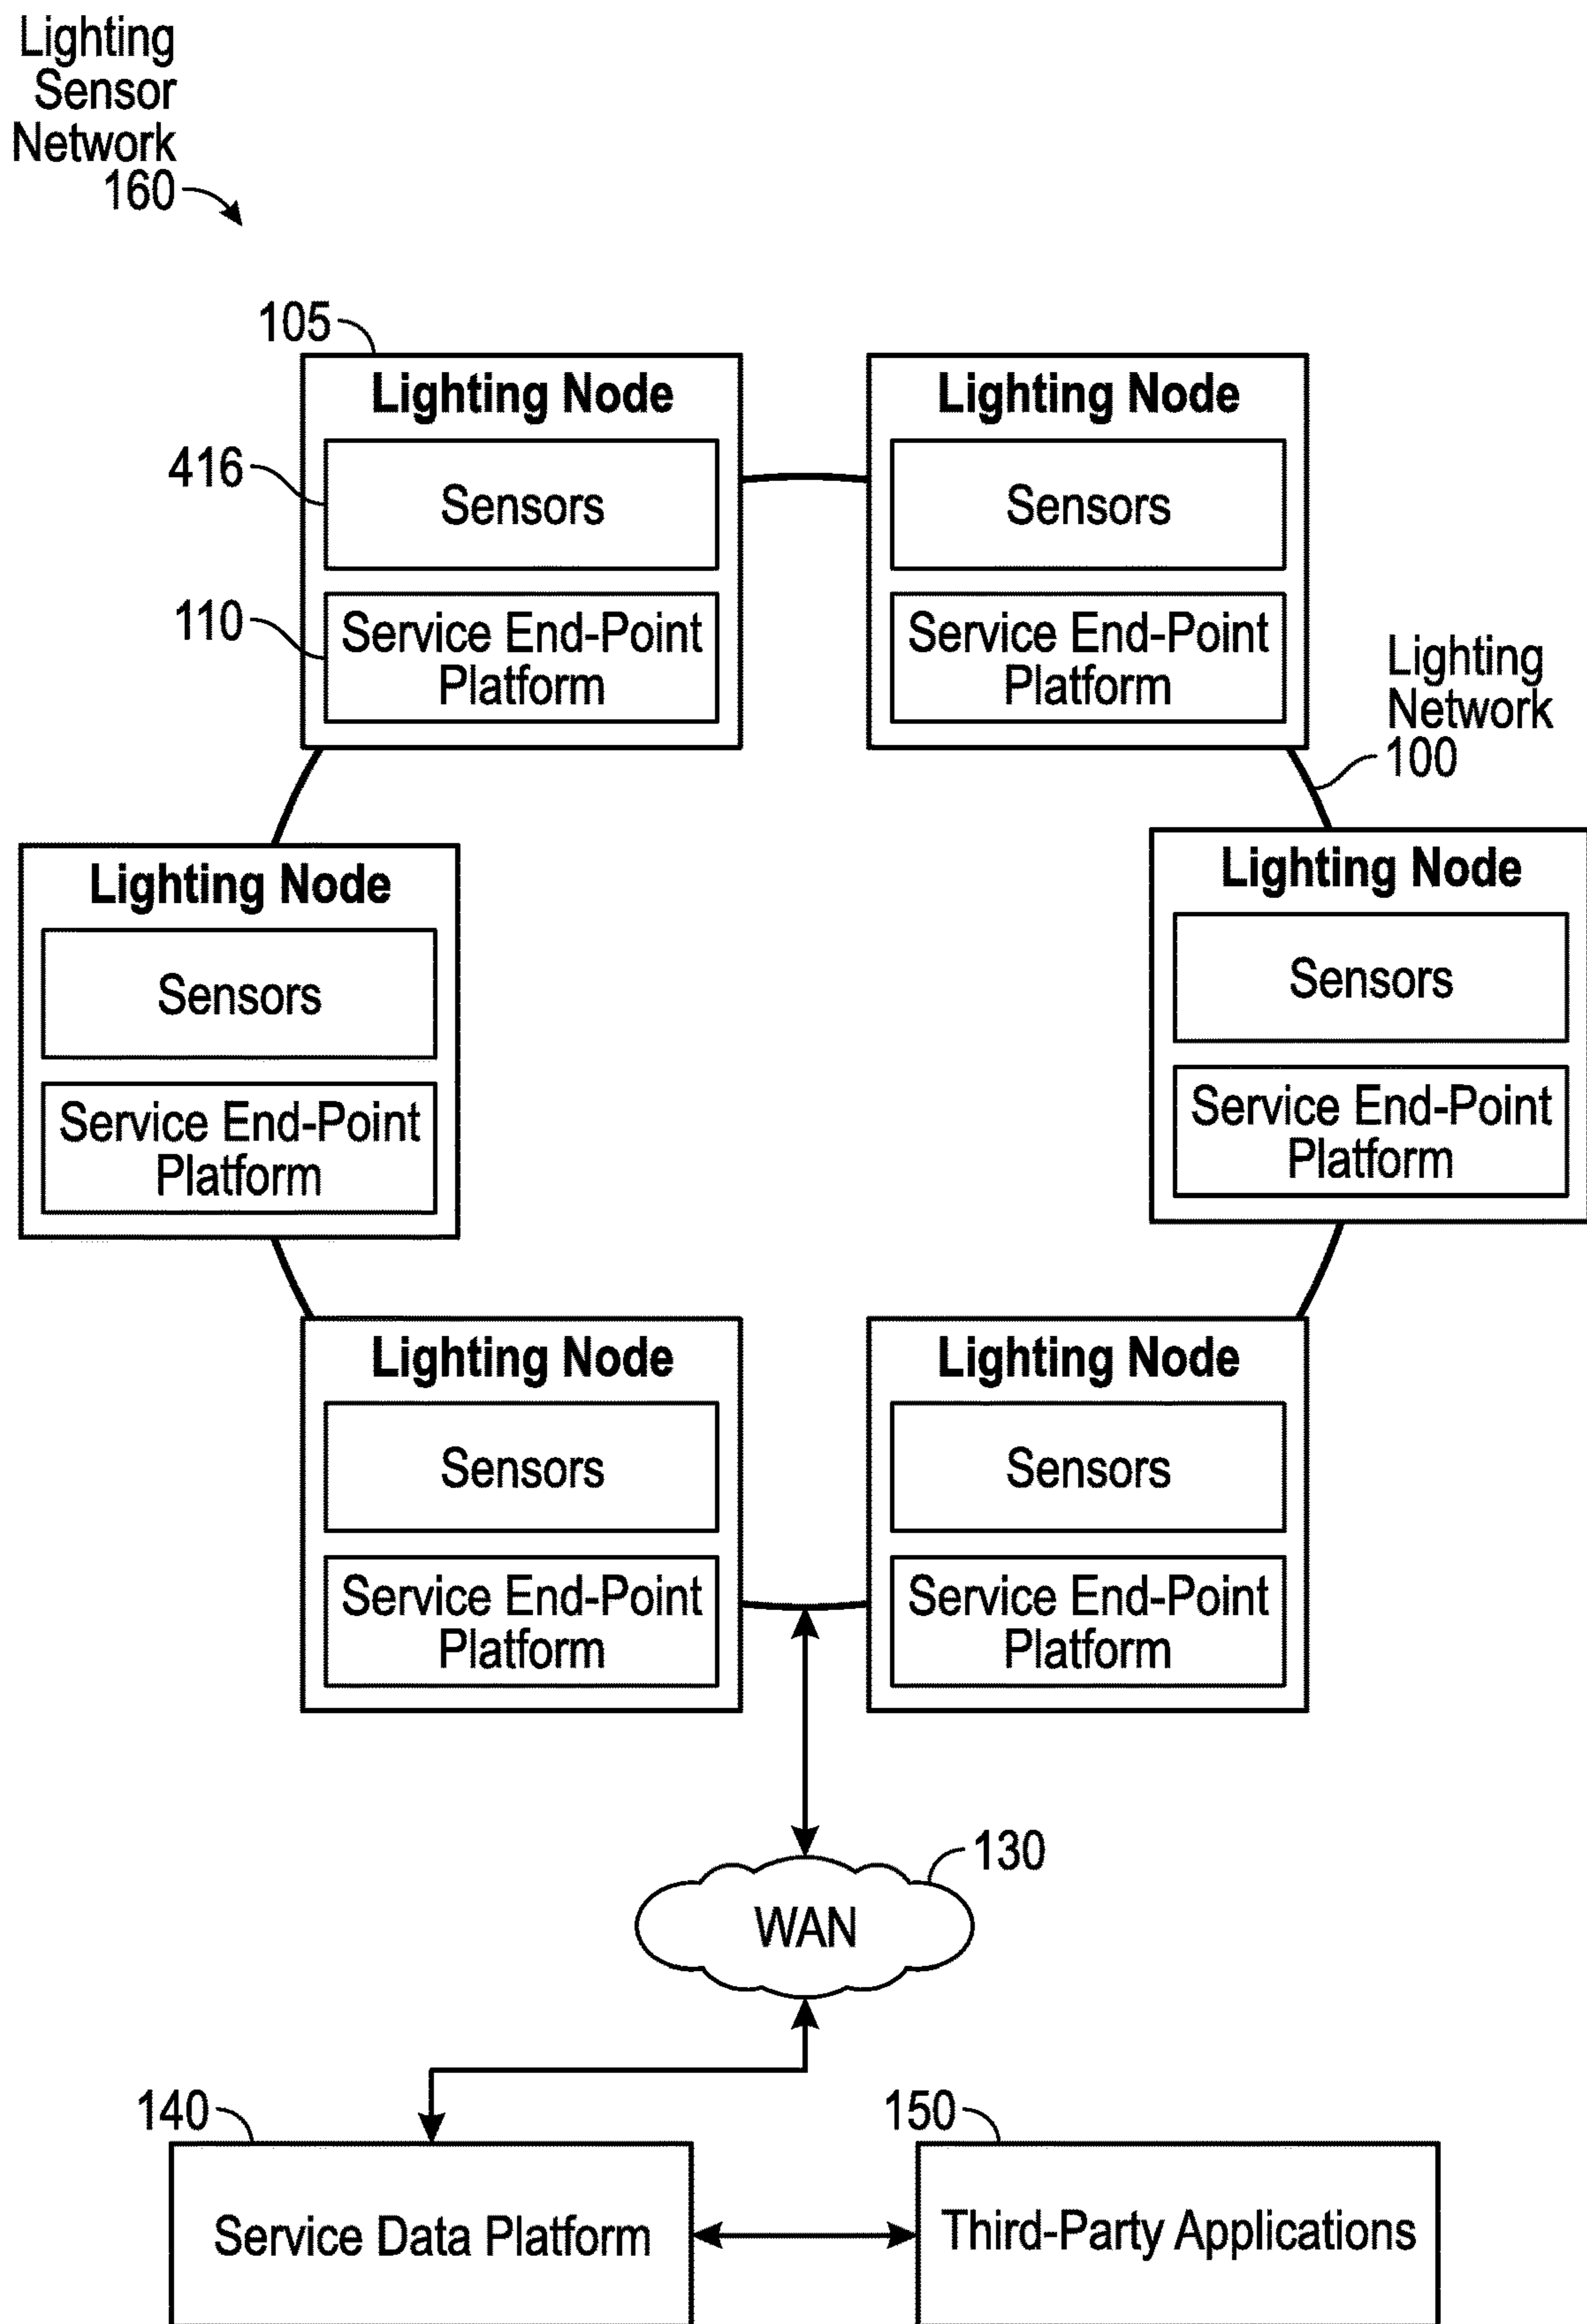 Lighting
Sensor
Network
160
105
Lighting Node
Lighting Node
416
Sensors
Sensors
110
Service End-Point
Platform
Service End-Point
Platform
Lighting
Network
100
Lighting Node
Sensors
Service End-Point
Platform
Lighting Node
Sensors
Service End-Point
Platform
Lighting Node
Sensors
Service End-Point
Platform
Lighting Node
Sensors
Service End-Point
Platform
130
WAN
140
Service Data Platform
150
Third-Party Applications